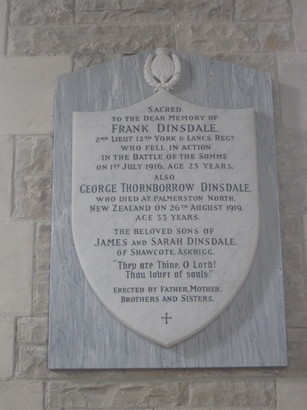 SACRED
TO THE DEAR MEMORY OF
FRANK DINSDALE,
2ND LIEUT 12TH YORK & LANCS. REGT
WHO FELL IN ACTION
IN THE BATTLE OF THE SOMME
ON 1ST JULY 1916. AGE 23 YEARS.
ALSO
GEORGE THORNBORROW DINSDALE,
WHO DIED AT PALMERSTON NORTH,
NEW ZEALAND ON 26TH AUGUST 1919,
AGE 33 YEARS.
THE BELOVED SONS OF
JAMES AND SARAH DINSDALE,
OF SHAWCOTE, ASKRIGG.
"They are Thine, O Lord!
Thou lover of souls."
ERECTED BY FATHER, MOTHER,
BROTHERS AND SISTERS.